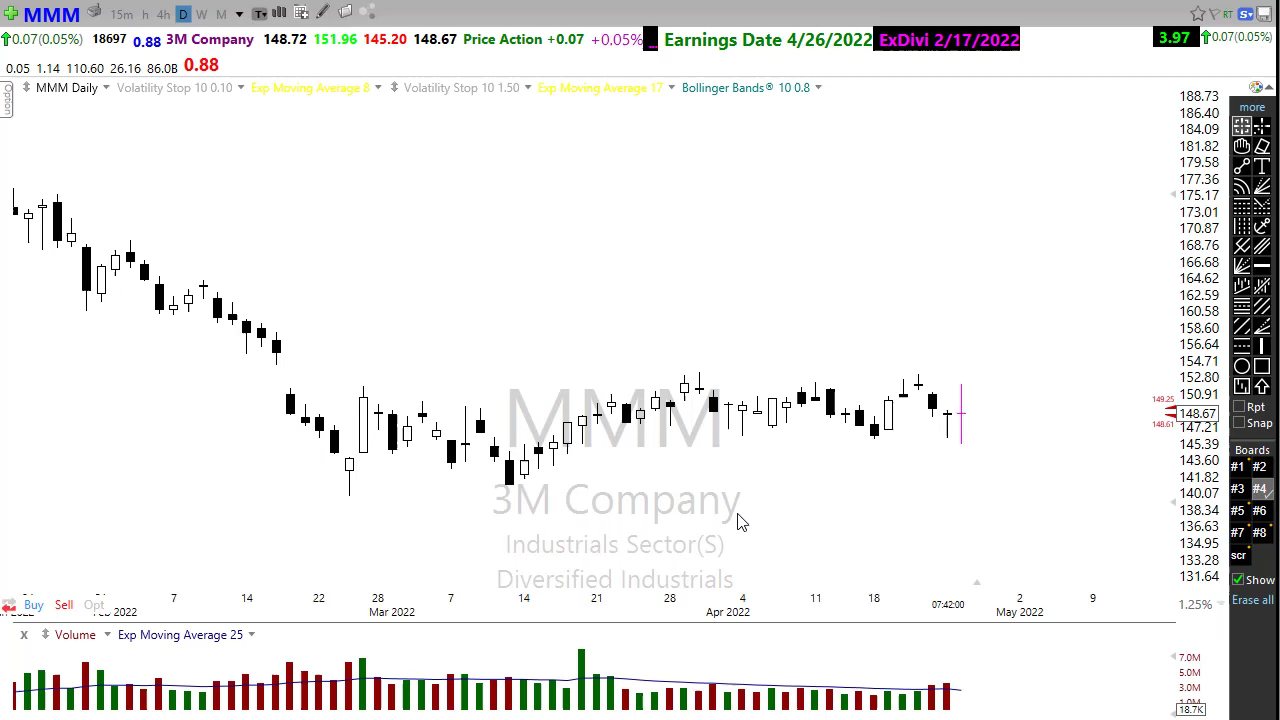 MMM 15m h 4h D W M T RT S
0.07(0.05%) 18697 0.88 3M Company 148.72 151.96 145.20 148.67 Price Action +0.07 +0.05% ... Earnings Date 4/26/2022 ExDivi 2/17/2022 3.97 0.07(0.05%)
0.05 1.14 110.60 26.16 86.0B 0.88
Option
MMM Daily Volatility Stop 10 0.10 Exp Moving Average 8 Volatility Stop 10 1.50 Exp Moving Average 17 Bollinger Bands® 10 0.8
188.73
186.40
184.09
181.82
179.58
177.36
175.17
173.01
170.87
168.76
166.68
164.62
162.59
160.58
158.60
156.64
154.71
152.80
150.91
149.25
148.67
148.61
147.21
145.39
143.60
141.82
140.07
138.34
136.63
134.95
133.28
131.64
1.25%
MMM
3M Company
Industrials Sector(S)
Diversified Industrials
more
T
Rpt
Snap
Boards
#1 #2
#3 #4
#5 #6
#7 #8
scr
Show
Erase all
Buy Sell Opt
7 14 22 28 7 14 21 28 4 11 18 2 9
2022 Mar 2022 Apr 2022 07:42:00 May 2022
X Volume Exp Moving Average 25
7.0M
5.0M
3.0M
18.7K